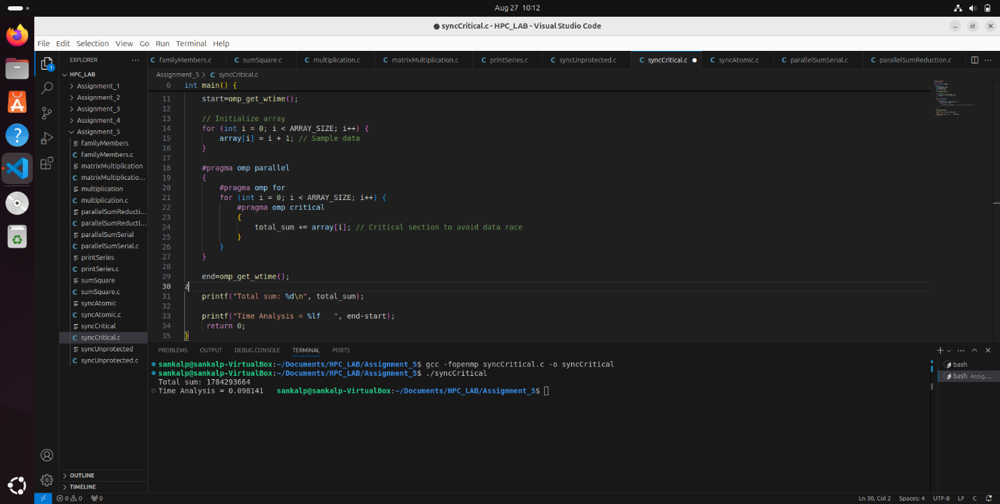 Aug 27 10:12
syncCritical.c - HPC_LAB - Visual Studio Code
File Edit Selection View Go Run Terminal Help
EXPLORER
familyMembers.c sumSquare.c multiplication.c matrixMultiplication.c printSeries.c syncUnprotected.c syncCritical.c syncAtomic.c parallelSumSerial.c parallelSumReduction.c
HPC_LAB
Assignment_1
Assignment_2
Assignment_3
Assignment_4
Assignment_5
familyMembers
familyMembers.c
matrixMultiplication
matrixMultiplicatio...
multiplication
multiplication.c
parallelSumReducti...
parallelSumReducti...
parallelSumSerial
parallelSumSerial.c
printSeries
printSeries.c
sumSquare
sumSquare.c
syncAtomic
syncAtomic.c
syncCritical
syncCritical.c
syncUnprotected
syncUnprotected.c
OUTLINE
TIMELINE
Assignment_5 > C syncCritical.c
6 int main() {
11 start=omp_get_wtime();
12
13 // Initialize array
14 for (int i = 0; i < ARRAY_SIZE; i++) {
15 array[i] = i + 1; // Sample data
16 }
17
18 #pragma omp parallel
19 {
20 #pragma omp for
21 for (int i = 0; i < ARRAY_SIZE; i++) {
22 #pragma omp critical
23 {
24 total_sum += array[i]; // Critical section to avoid data race
25 }
26 }
27 }
28
29 end=omp_get_wtime();
30 z
31 printf("Total sum: %d\n", total_sum);
32
33 printf("Time Analysis = %lf   ", end-start);
34 return 0;
35 }
PROBLEMS OUTPUT DEBUG CONSOLE TERMINAL PORTS
sankalp@sankalp-VirtualBox:~/Documents/HPC_LAB/Assignment_5$ gcc -fopenmp syncCritical.c -o syncCritical
sankalp@sankalp-VirtualBox:~/Documents/HPC_LAB/Assignment_5$ ./syncCritical
Total sum: 1784293664
Time Analysis = 0.098141   sankalp@sankalp-VirtualBox:~/Documents/HPC_LAB/Assignment_5$
bash
bash Assig...
0 0 0 Ln 30, Col 2 Spaces: 4 UTF-8 LF C